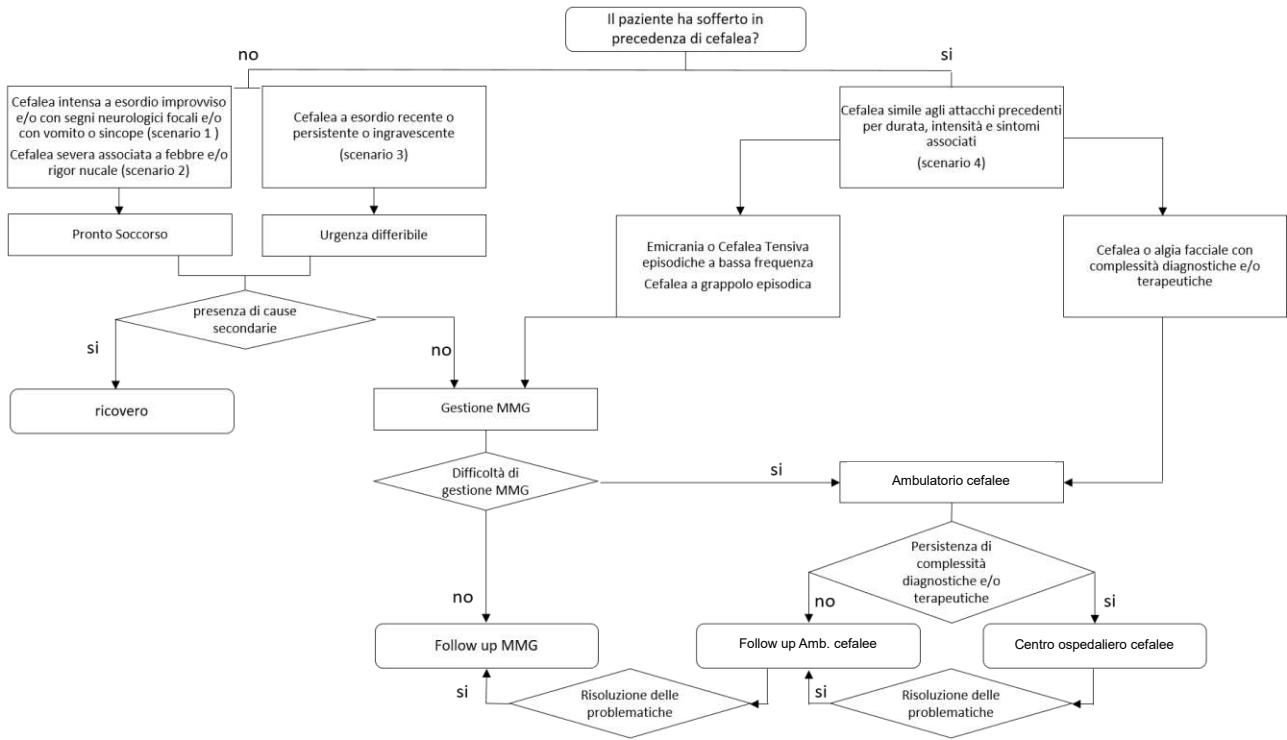 Il paziente ha sofferto in
precedenza di cefalea?
no
si
Cefalea intensa a esordio improvviso
e/o con segni neurologici focali e/o
con vomito o sincope (scenario 1 )
Cefalea severa associata a febbre e/o
rigor nucale (scenario 2)
Cefalea a esordio recente o
persistente o ingravescente
(scenario 3)
Cefalea simile agli attacchi precedenti
per durata, intensità e sintomi
associati
(scenario 4)
Pronto Soccorso
Urgenza differibile
Emicrania o Cefalea Tensiva
episodiche a bassa frequenza
Cefalea a grappolo episodica
Cefalea o algia facciale con
complessità diagnostiche e/o
terapeutiche
presenza di cause
secondarie
si
no
ricovero
Gestione MMG
Difficoltà di
gestione MMG
si
Ambulatorio cefalee
Persistenza di
complessità
diagnostiche e/o
terapeutiche
no
no
si
Follow up MMG
Follow up Amb. cefalee
Centro ospedaliero cefalee
si
Risoluzione delle
problematiche
si
Risoluzione delle
problematiche